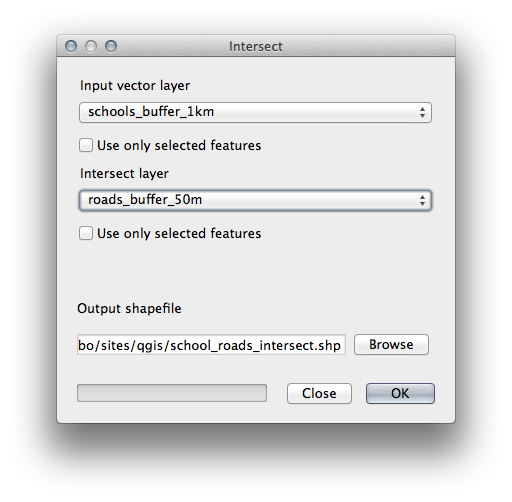 Intersect
Input vector layer
schools_buffer_1km
Use only selected features
Intersect layer
roads_buffer_50m
Use only selected features
Output shapefile
bo/sites/qgis/school_roads_intersect.shp
Browse
Close
OK